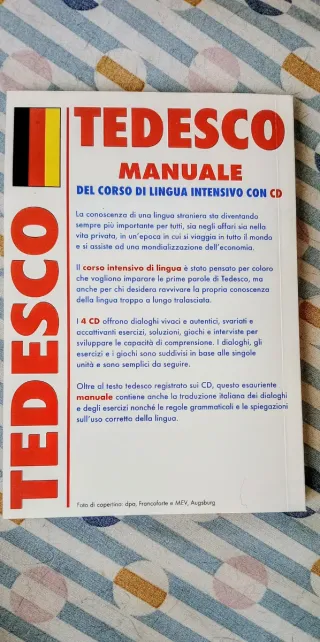 TEDESCO
TEDESCO
MANUALE
DEL CORSO DI LINGUA INTENSIVO CON CD
La conoscenza di una lingua straniera sta diventando
sempre più importante per tutti, sia negli affari sia nella
vita privata, in un'epoca in cui si viaggia in tutto il mondo
e si assiste ad una mondializzazione dell'economia.
Il corso intensivo di lingua è stato pensato per coloro
che vogliono imparare le prime parole di Tedesco, ma
anche per chi desidera ravvivare la propria conoscenza
della lingua troppo a lungo tralasciata.
I 4 CD offrono dialoghi vivaci e autentici, svariati e
accattivanti esercizi, soluzioni, giochi e interviste per
sviluppare le capacità di comprensione. I dialoghi, gli
esercizi e i giochi sono suddivisi in base alle singole
unità e sono semplici da seguire.
Oltre al testo tedesco registrato sui CD, questo esauriente
manuale contiene anche la traduzione italiana dei dialoghi
e degli esercizi nonché le regole grammaticali e le spiegazioni
sull'uso corretto della lingua.
Foto di copertina: dpa, Francoforte e MEV, Augsburg